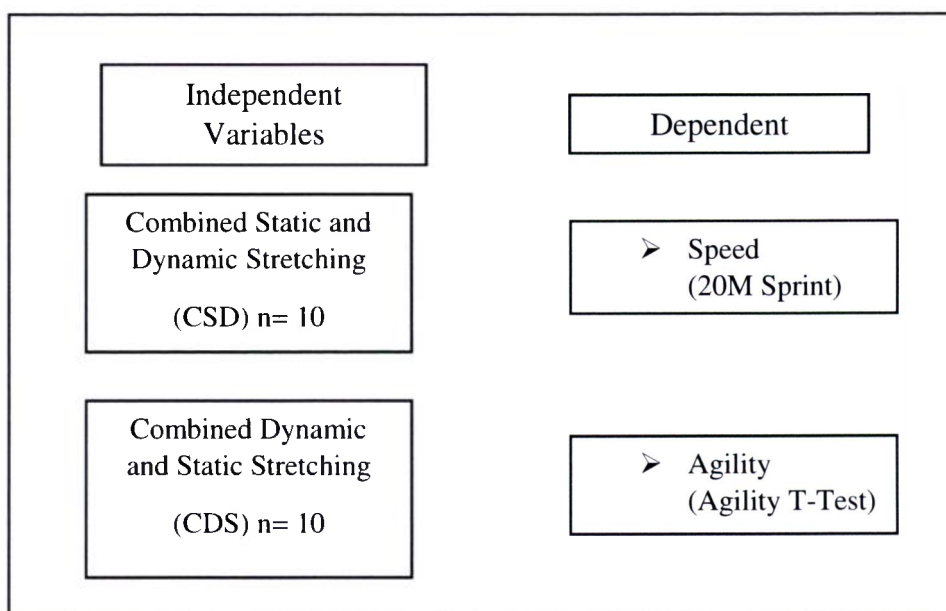 Independent
Variables
Combined Static and
Dynamic Stretching
(CSD) n= 10
Combined Dynamic
and Static Stretching
(CDS) n= 10
Dependent
➢ Speed
(20M Sprint)
➢ Agility
(Agility T-Test)